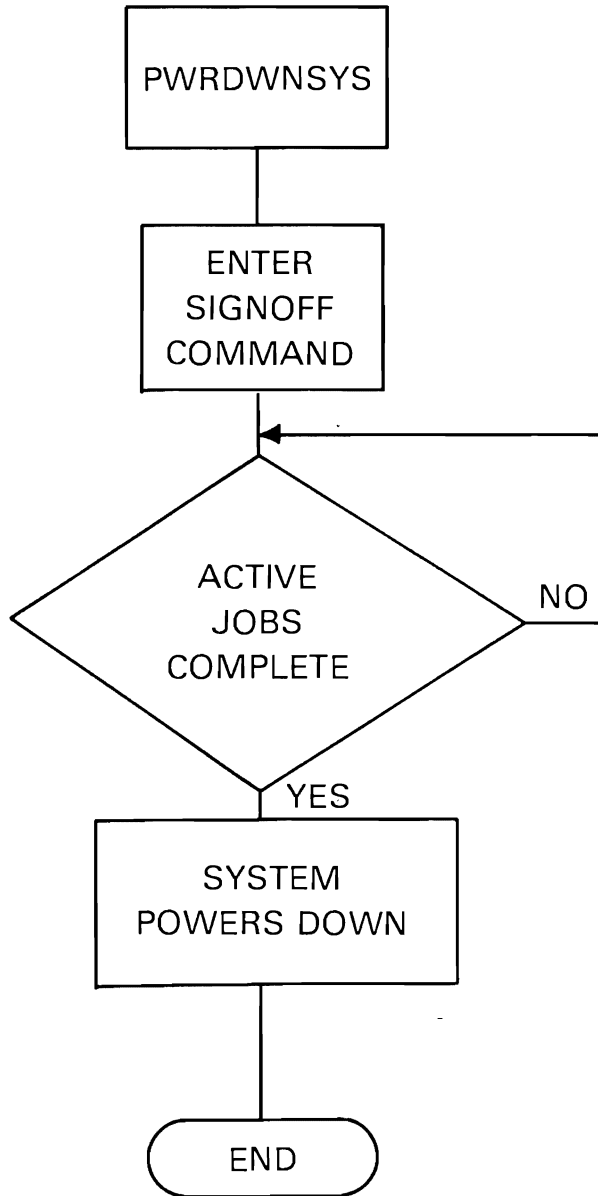 PWRDWNSYS
ENTER
SIGNOFF
COMMAND
ACTIVE
JOBS
COMPLETE
NO
YES
SYSTEM
POWERS DOWN
END